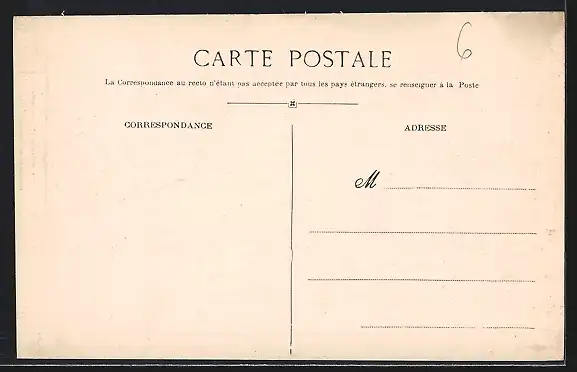 6
CARTE POSTALE
La Correspondance au recto n'étant pas acceptée par tous les pays étrangers, se renseigner à la Poste
CORRESPONDANCE
ADRESSE
M